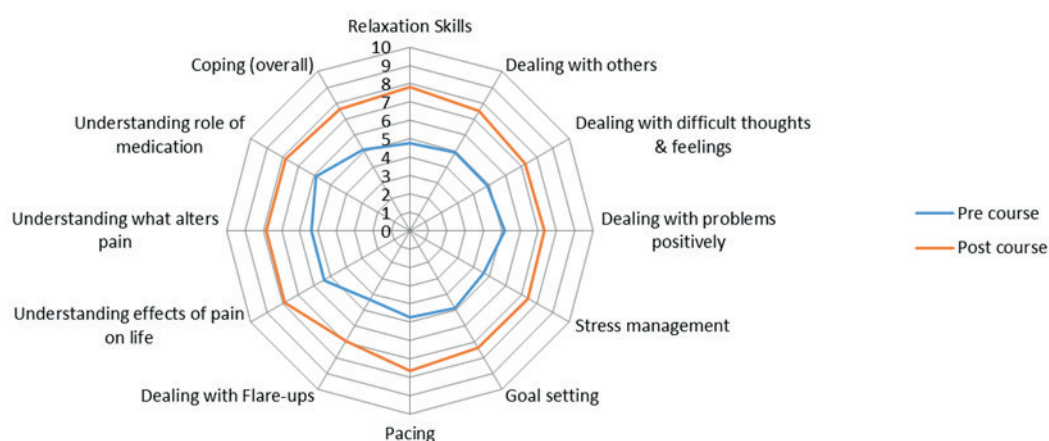 Relaxation Skills
Dealing with others
Dealing with difficult thoughts
& feelings
Dealing with problems
positively
Stress management
Goal setting
Pacing
Dealing with Flare-ups
Understanding effects of pain
on life
Understanding what alters
pain
Understanding role of
medication
Coping (overall)
10
9
8
7
6
5
4
3
2
1
0
Pre course
Post course